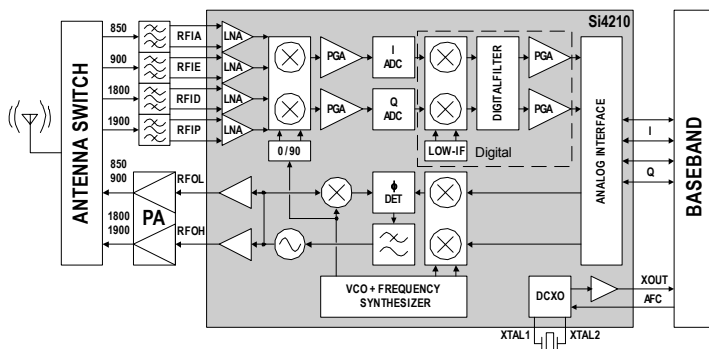 Si4210
850
900
1800
1900
RFIA
RFIE
RFID
RFIP
LNA
LNA
LNA
LNA
PGA
PGA
I
ADC
Q
ADC
DIGITAL FILTER
PGA
PGA
0 / 90
LOW-IF
Digital
ANTENNA SWITCH
ANALOG INTERFACE
BASEBAND
I
Q
850
900
1800
1900
PA
RFOL
RFOH
ϕ
DET
VCO + FREQUENCY
SYNTHESIZER
DCXO
XOUT
AFC
XTAL1
XTAL2